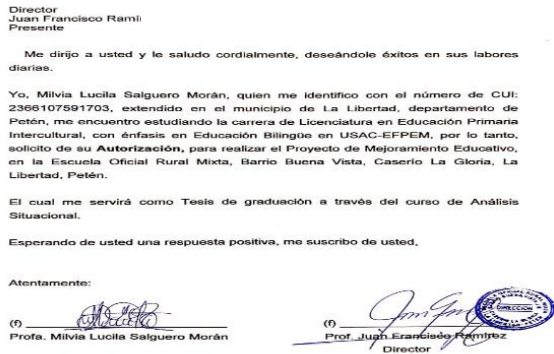 Director
Juan Francisco Rami
Presente
Me dirijo a usted y le saludo cordialmente, deseándole éxitos en sus labores
diarias.
Yo, Milvia Lucila Salguero Morán, quien me identifico con el número de CUI:
2366107591703, extendido en el municipio de La Libertad, departamento de
Petén, me encuentro estudiando la carrera de Licenciatura en Educación Primaria
Intercultural, con énfasis en Educación Bilingüe en USAC-EFPEM, por lo tanto,
solicito de su Autorización, para realizar el Proyecto de Mejoramiento Educativo,
en la Escuela Oficial Rural Mixta, Barrio Buena Vista, Caserío La Gloria, La
Libertad, Petén.
El cual me servirá como Tesis de graduación a través del curso de Análisis
Situacional.
Esperando de usted una respuesta positiva, me suscribo de usted,
Atentamente:
(f)
Profa. Milvia Lucila Salguero Morán
(f)
Prof. Juan Francisco Ramírez
Director
DIRECCION